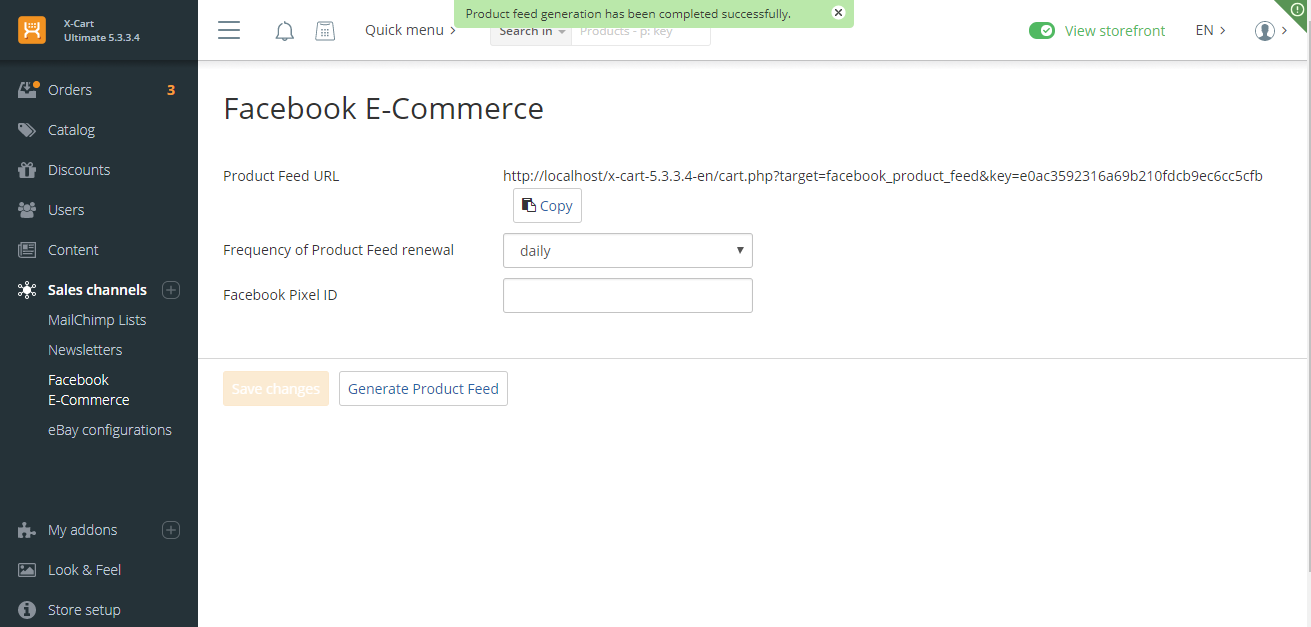 X-Cart
Ultimate 5.3.3.4
Quick menu
Product feed generation has been completed successfully.
Search in
Products - p: key
View storefront
EN
Orders
3
Catalog
Discounts
Users
Content
Sales channels
MailChimp Lists
Newsletters
Facebook
E-Commerce
eBay configurations
My addons
Look & Feel
Store setup
Facebook E-Commerce
Product Feed URL
http://localhost/x-cart-5.3.3.4-en/cart.php?target=facebook_product_feed&key=e0ac3592316a69b210fdcb9ec6cc5cfb
Copy
Frequency of Product Feed renewal
daily
Facebook Pixel ID
Save changes
Generate Product Feed